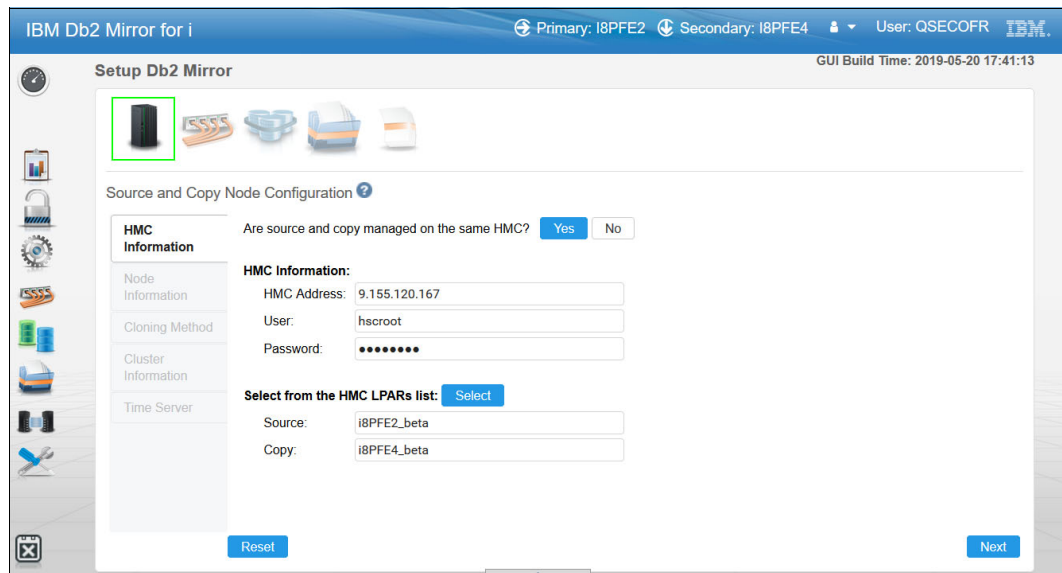 IBM Db2 Mirror for i
Primary: I8PFE2 Secondary: I8PFE4 User: QSECOFR IBM.
GUI Build Time: 2019-05-20 17:41:13
Setup Db2 Mirror
Source and Copy Node Configuration ?
HMC
Information
Node
Information
Cloning Method
Cluster
Information
Time Server
Are source and copy managed on the same HMC? Yes No
HMC Information:
HMC Address: 9.155.120.167
User: hscroot
Password: ••••••••
Select from the HMC LPARs list: Select
Source: i8PFE2_beta
Copy: i8PFE4_beta
Reset Next